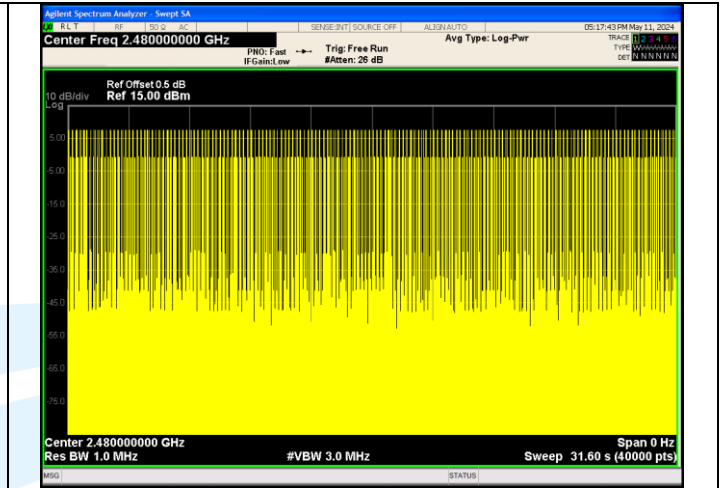 Agilent Spectrum Analyzer - Swept SA
RLT RF 50 Ω AC SENSE:INT SOURCE OFF ALIGN AUTO 05:17:43 PM May 11, 2024
Center Freq 2.480000000 GHz
PNO: Fast
IFGain:Low
Trig: Free Run
#Atten: 26 dB
Avg Type: Log-Pwr
TRACE 1 2 3 4 5 6
TYPE
DET N N N N N N
Ref Offset 0.5 dB
10 dB/div Ref 15.00 dBm
Log
5.00
-5.00
-15.0
-25.0
-35.0
-45.0
-55.0
-65.0
-75.0
Center 2.480000000 GHz Span 0 Hz
Res BW 1.0 MHz #VBW 3.0 MHz Sweep 31.60 s (40000 pts)
MSG STATUS